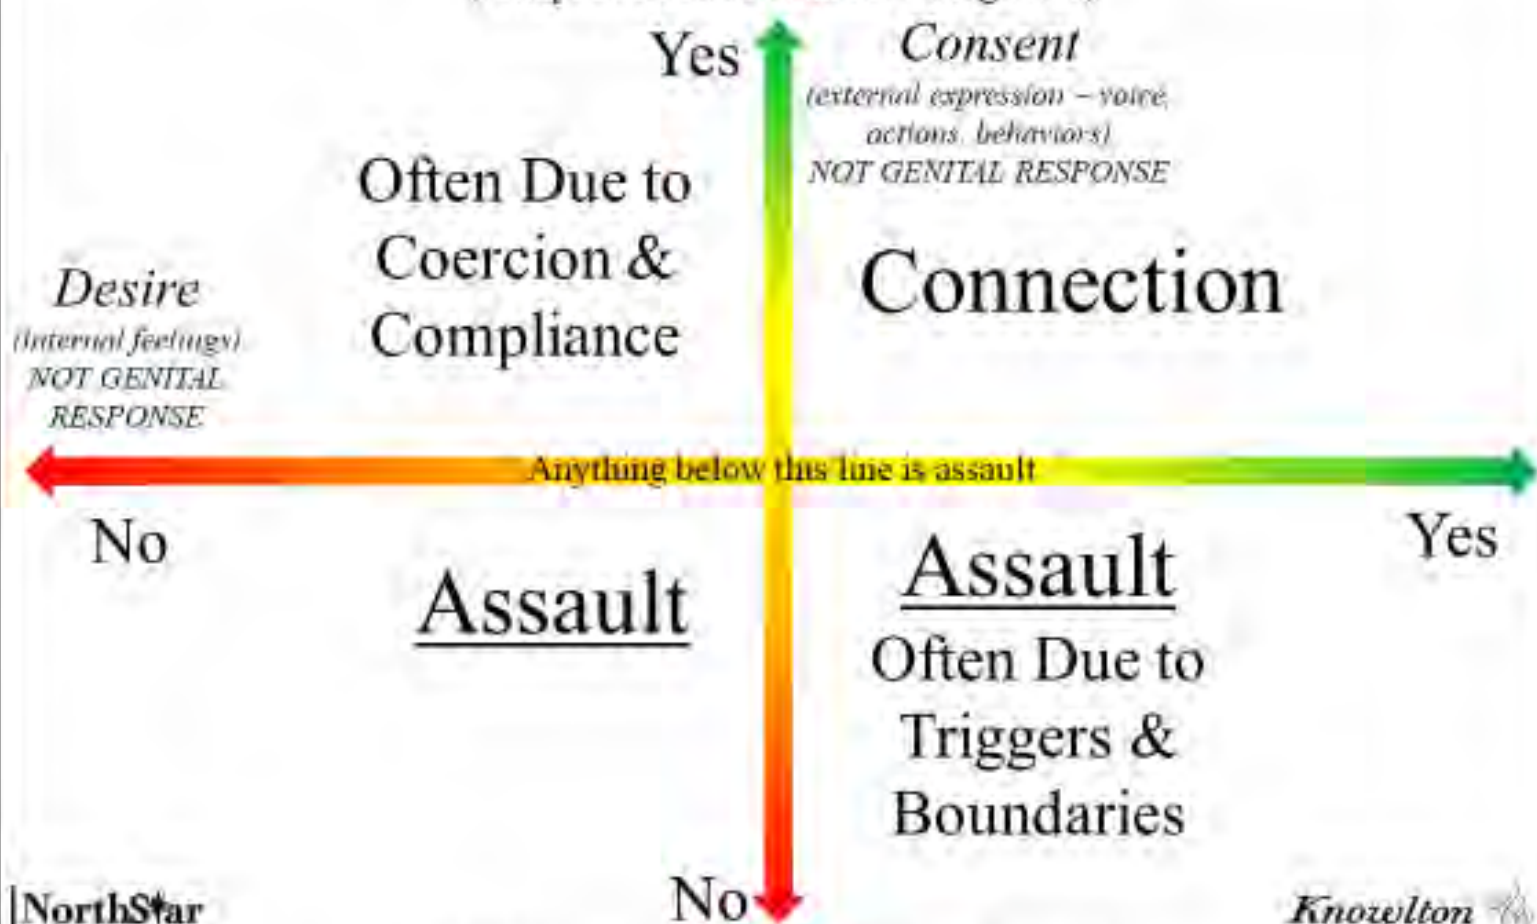 Yes
Consent
(external expression – voice,
actions, behaviors)
NOT GENITAL RESPONSE
Often Due to
Coercion &
Compliance
Connection
Desire
(internal feelings)
NOT GENITAL
RESPONSE
Anything below this line is assault
No
Yes
Assault
Assault
Often Due to
Triggers &
Boundaries
No
NorthStar
Knowlton